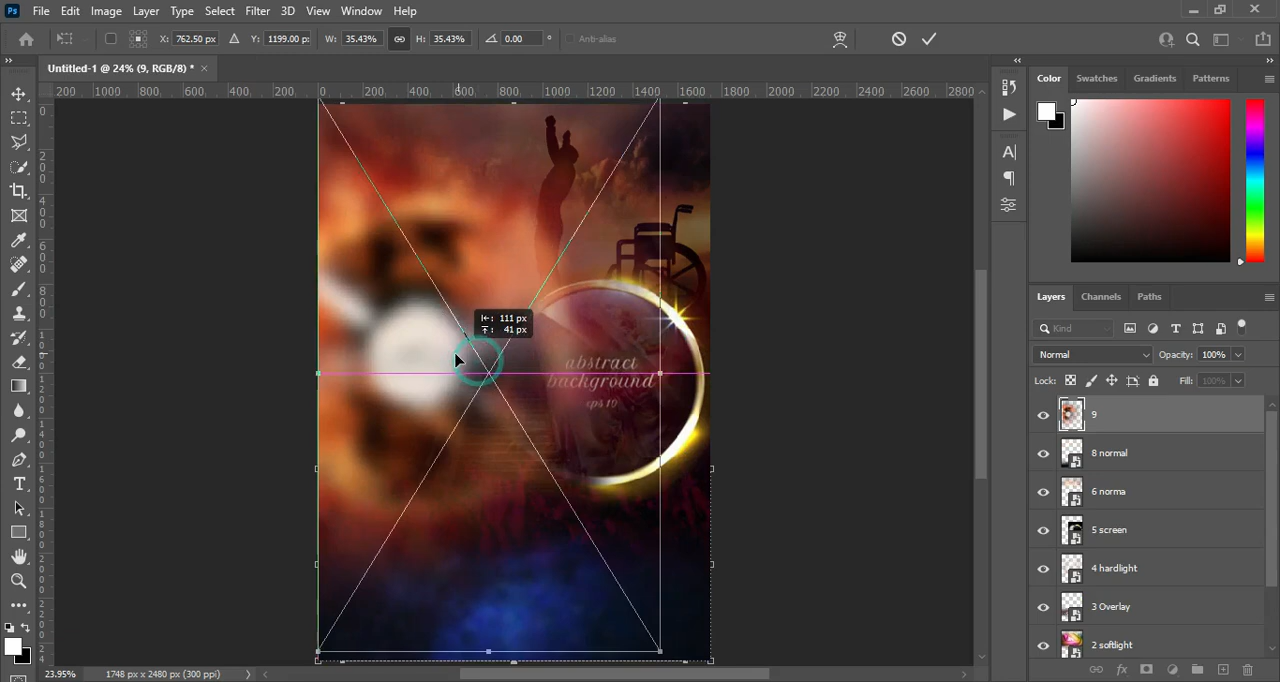 Ps File Edit Image Layer Type Select Filter 3D View Window Help
X: 762.50 px Y: 1199.00 px W: 35.43% H: 35.43% 0.00 ° Anti-alias
Untitled-1 @ 24% (9, RGB/8) * ×
200 1000 800 600 400 200 0 200 400 600 800 1000 1200 1400 1600 1800 2000 2200 2400 2600 2800
Color Swatches Gradients Patterns
111 px
41 px
abstract
background
eps 10
Layers Channels Paths
Kind
Normal Opacity: 100%
Lock: Fill: 100%
9
8 normal
6 norma
5 screen
4 hardlight
3 Overlay
2 softlight
23.95% 1748 px x 2480 px (300 ppi)